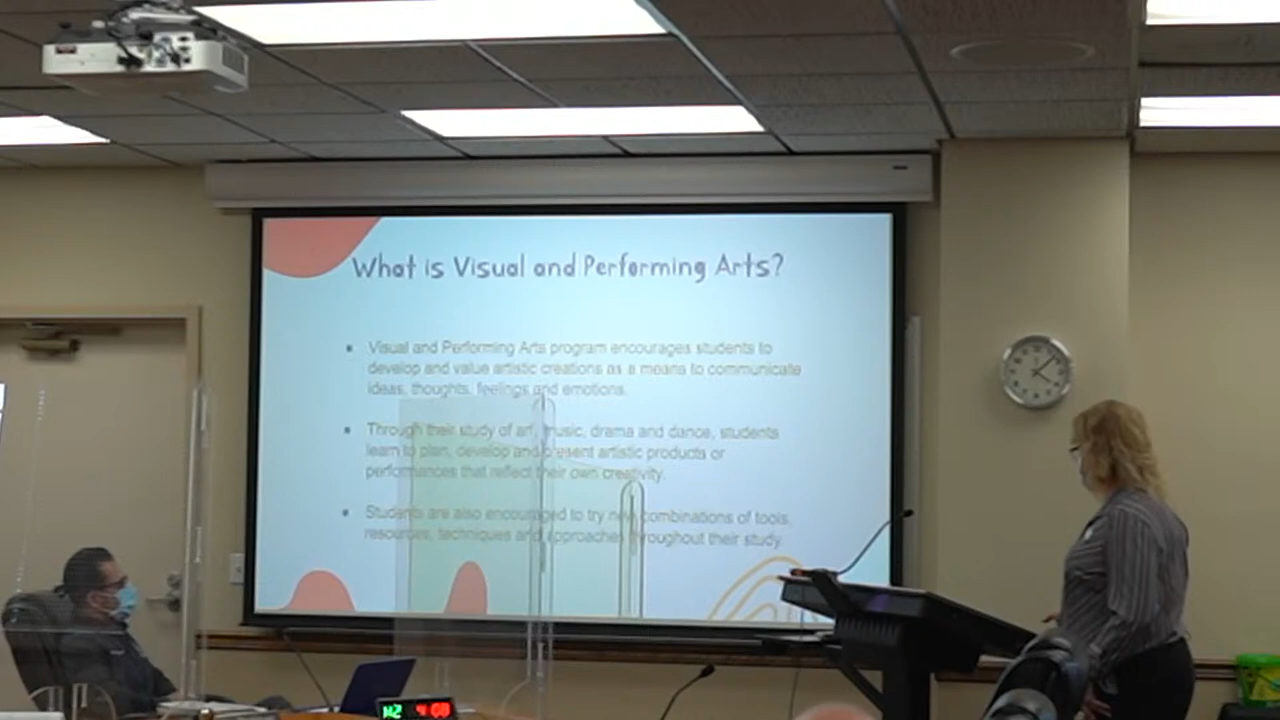 What is Visual and Performing Arts?
Visual and Performing Arts program encourages students to
develop and value artistic creations as a means to communicate
ideas, thoughts, feelings and emotions.
Through their study of art, music, drama and dance, students
learn to plan, develop and present artistic products or
performances that reflect their own creativity.
Students are also encouraged to try new combinations of tools,
resources, techniques and approaches throughout their study